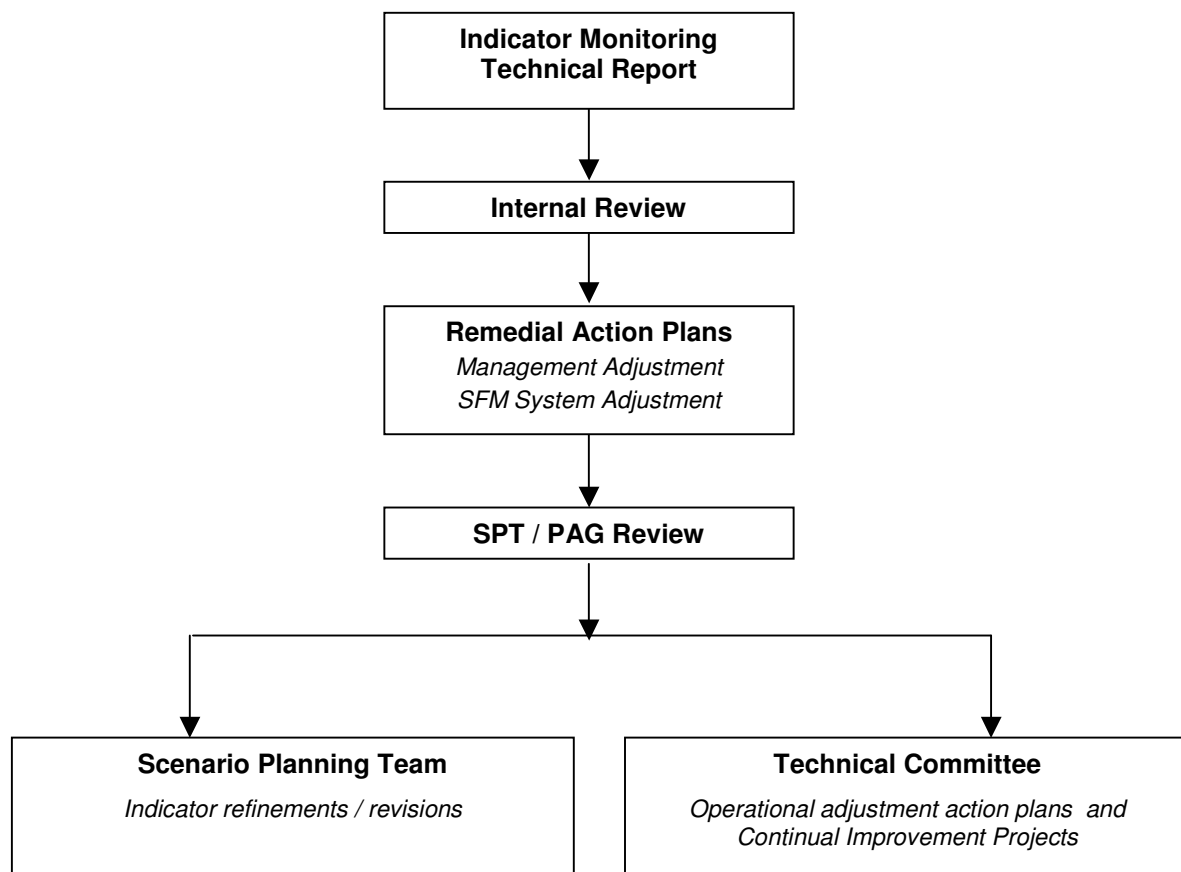 Indicator Monitoring
Technical Report
Internal Review
Remedial Action Plans
Management Adjustment
SFM System Adjustment
SPT / PAG Review
Scenario Planning Team
Indicator refinements / revisions
Technical Committee
Operational adjustment action plans and
Continual Improvement Projects